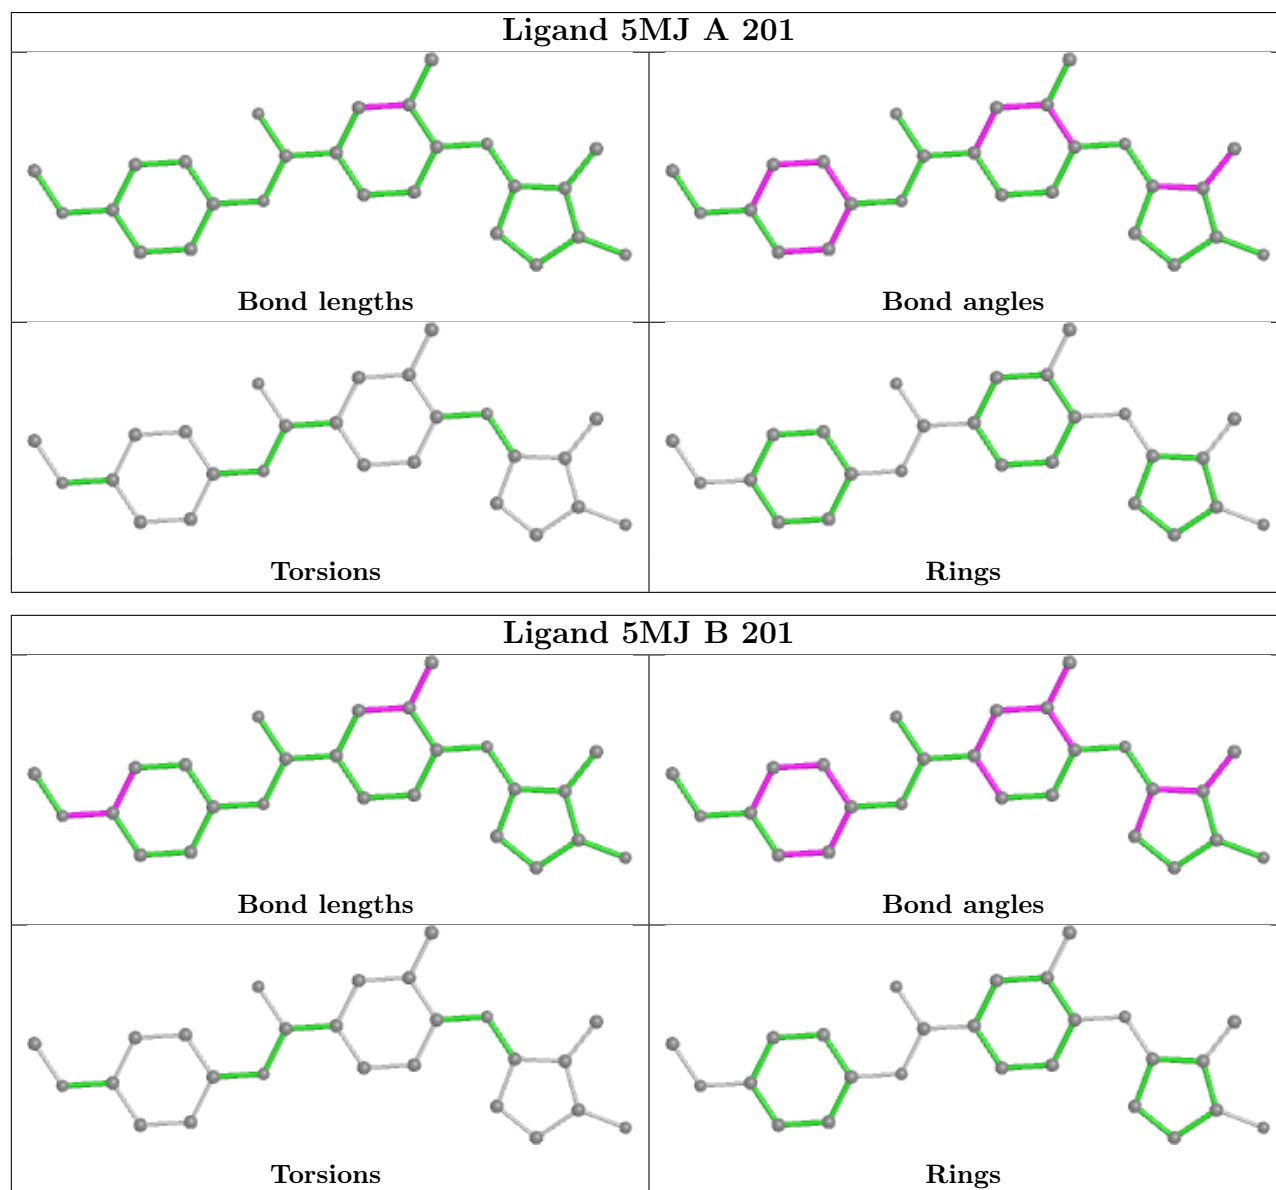 Ligand 5MJ A 201
Bond lengths
Bond angles
Torsions
Rings
Ligand 5MJ B 201
Bond lengths
Bond angles
Torsions
Rings